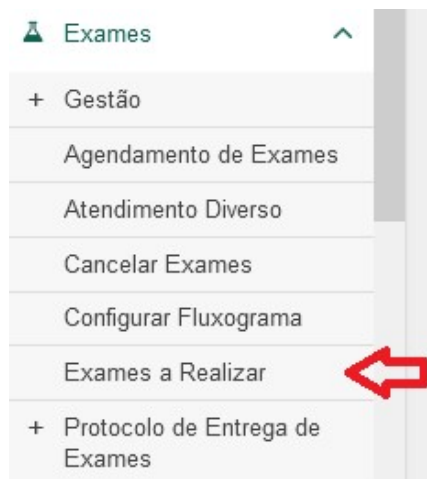 Exames
+ Gestão
Agendamento de Exames
Atendimento Diverso
Cancelar Exames
Configurar Fluxograma
Exames a Realizar
+ Protocolo de Entrega de
Exames